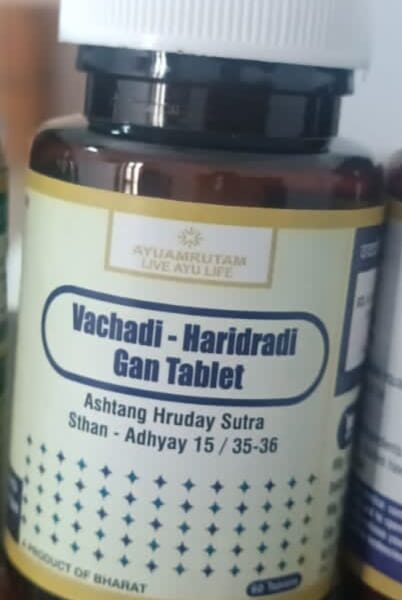 AYUAMRUTAM
LIVE AYU LIFE
Vachadi - Haridradi
Gan Tablet
Ashtang Hruday Sutra
Sthan - Adhyay 15 / 35-36
PRODUCT OF BHARAT
60 Tablets